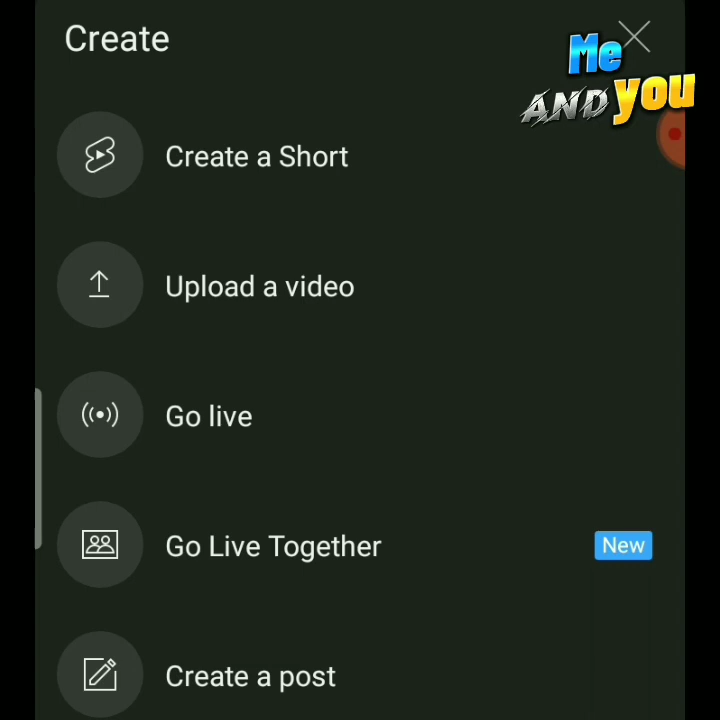 Create
Me
AND you
Create a Short
Upload a video
Go live
Go Live Together
New
Create a post